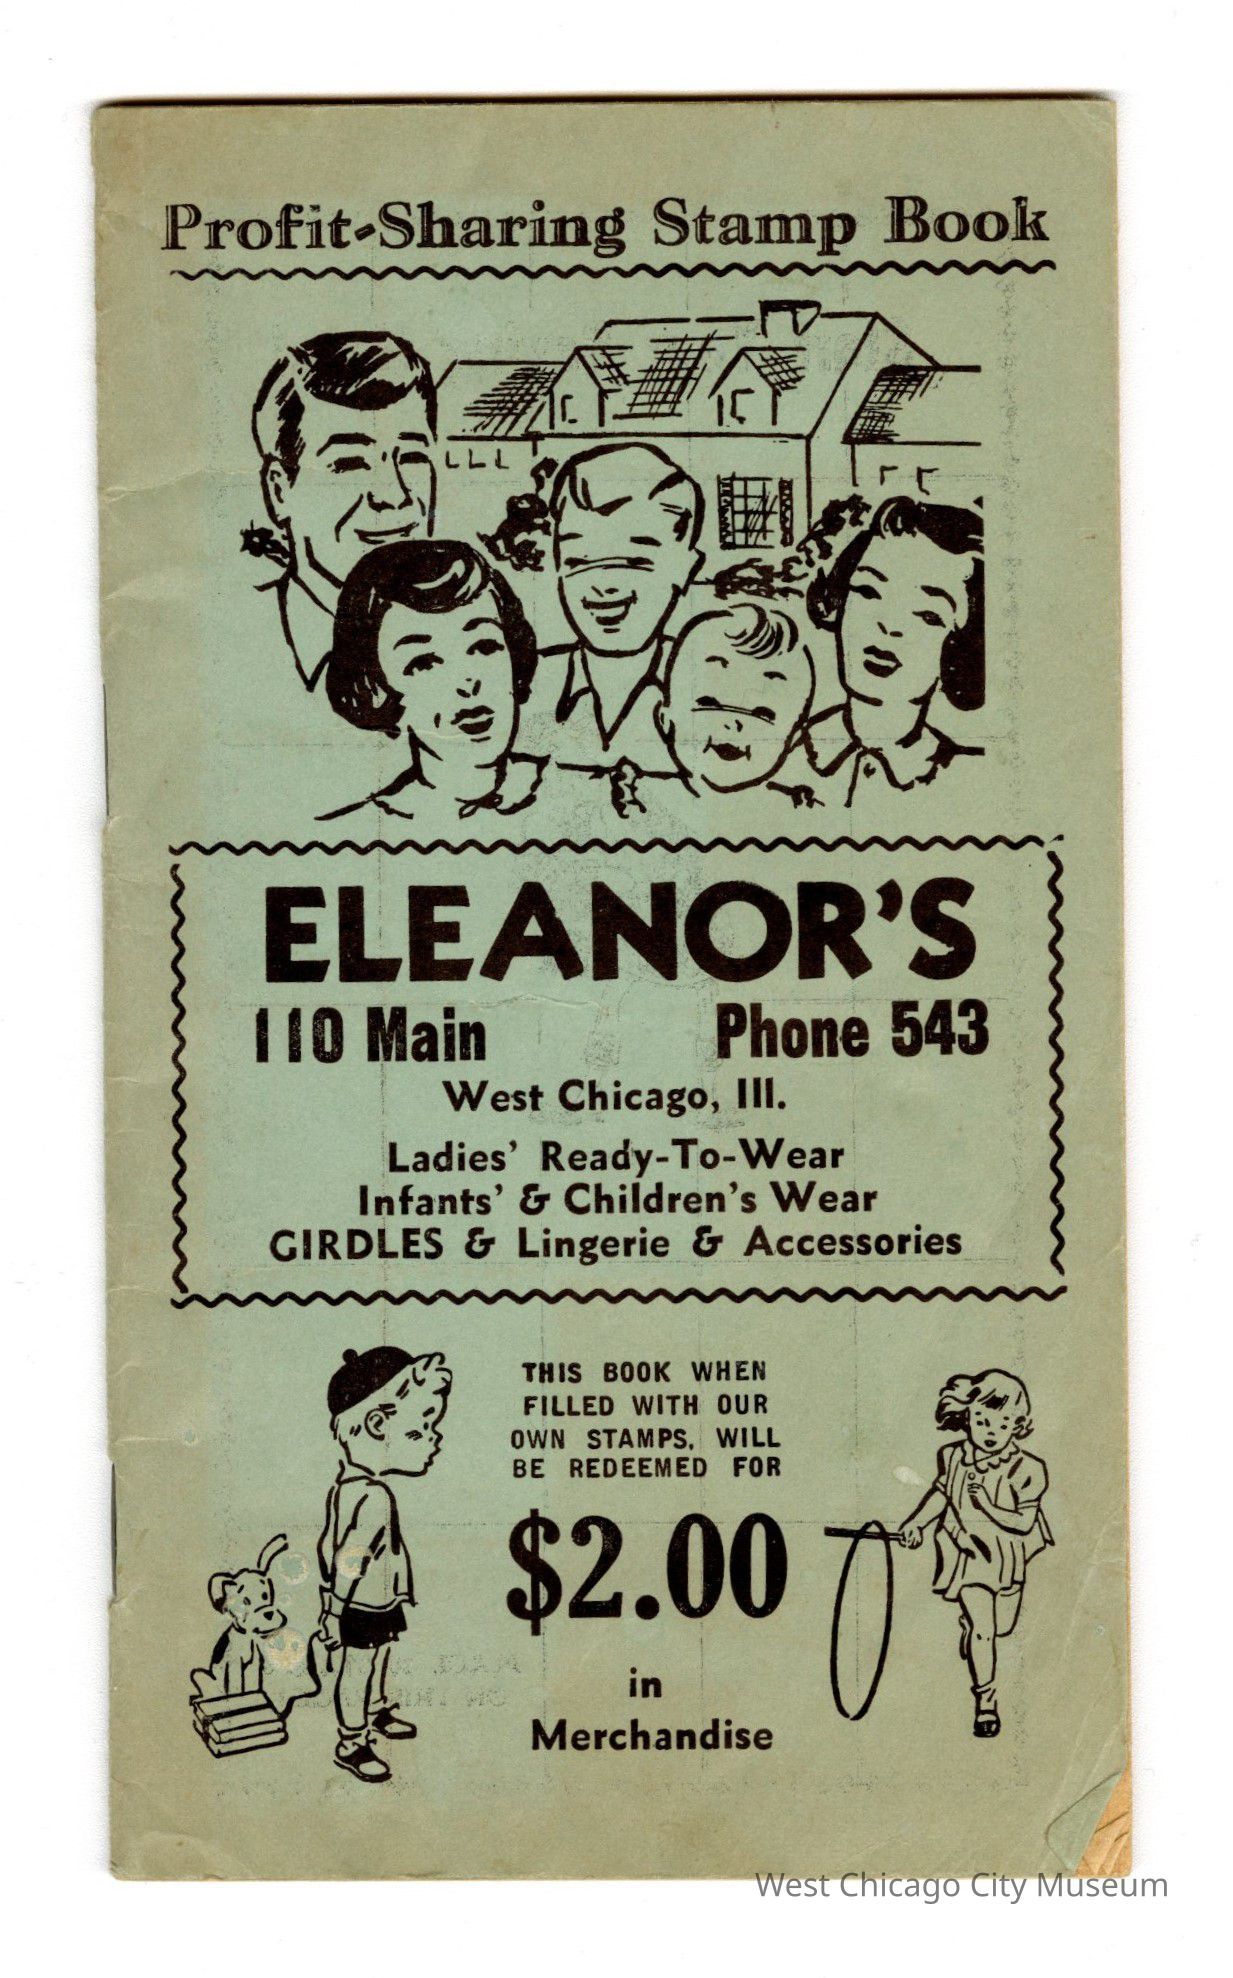 Profit-Sharing Stamp Book
ELEANOR'S
110 Main Phone 543
West Chicago, Ill.
Ladies' Ready-To-Wear
Infants' & Children's Wear
GIRDLES & Lingerie & Accessories
THIS BOOK WHEN
FILLED WITH OUR
OWN STAMPS, WILL
BE REDEEMED FOR
$2.00
in
Merchandise
West Chicago City Museum